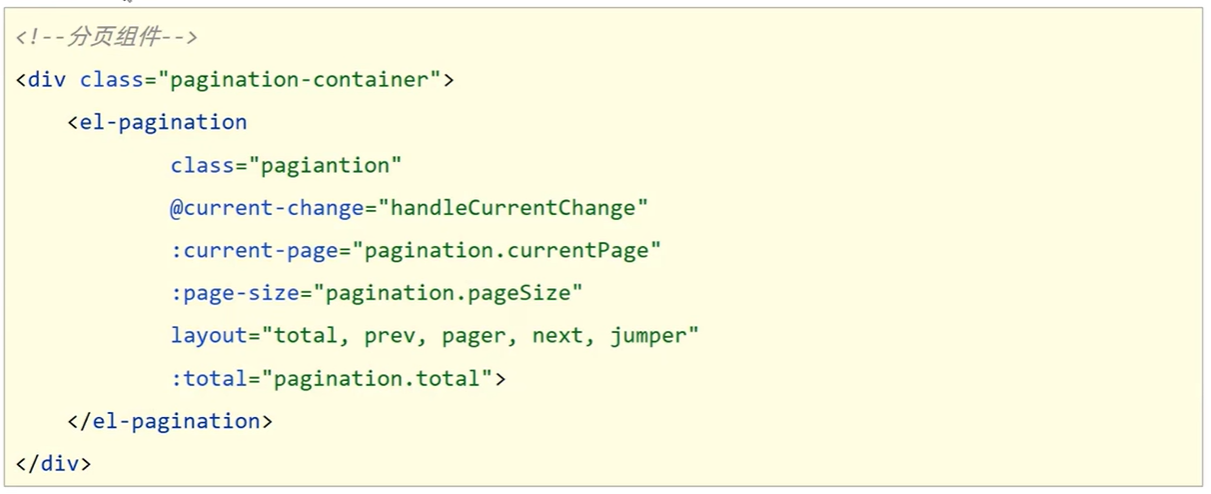 <!--分页组件-->
<div class="pagination-container">
<el-pagination
class="pagiantion"
@current-change="handleCurrentChange"
:current-page="pagination.currentPage"
:page-size="pagination.pageSize"
layout="total, prev, pager, next, jumper"
:total="pagination.total">
</el-pagination>
</div>